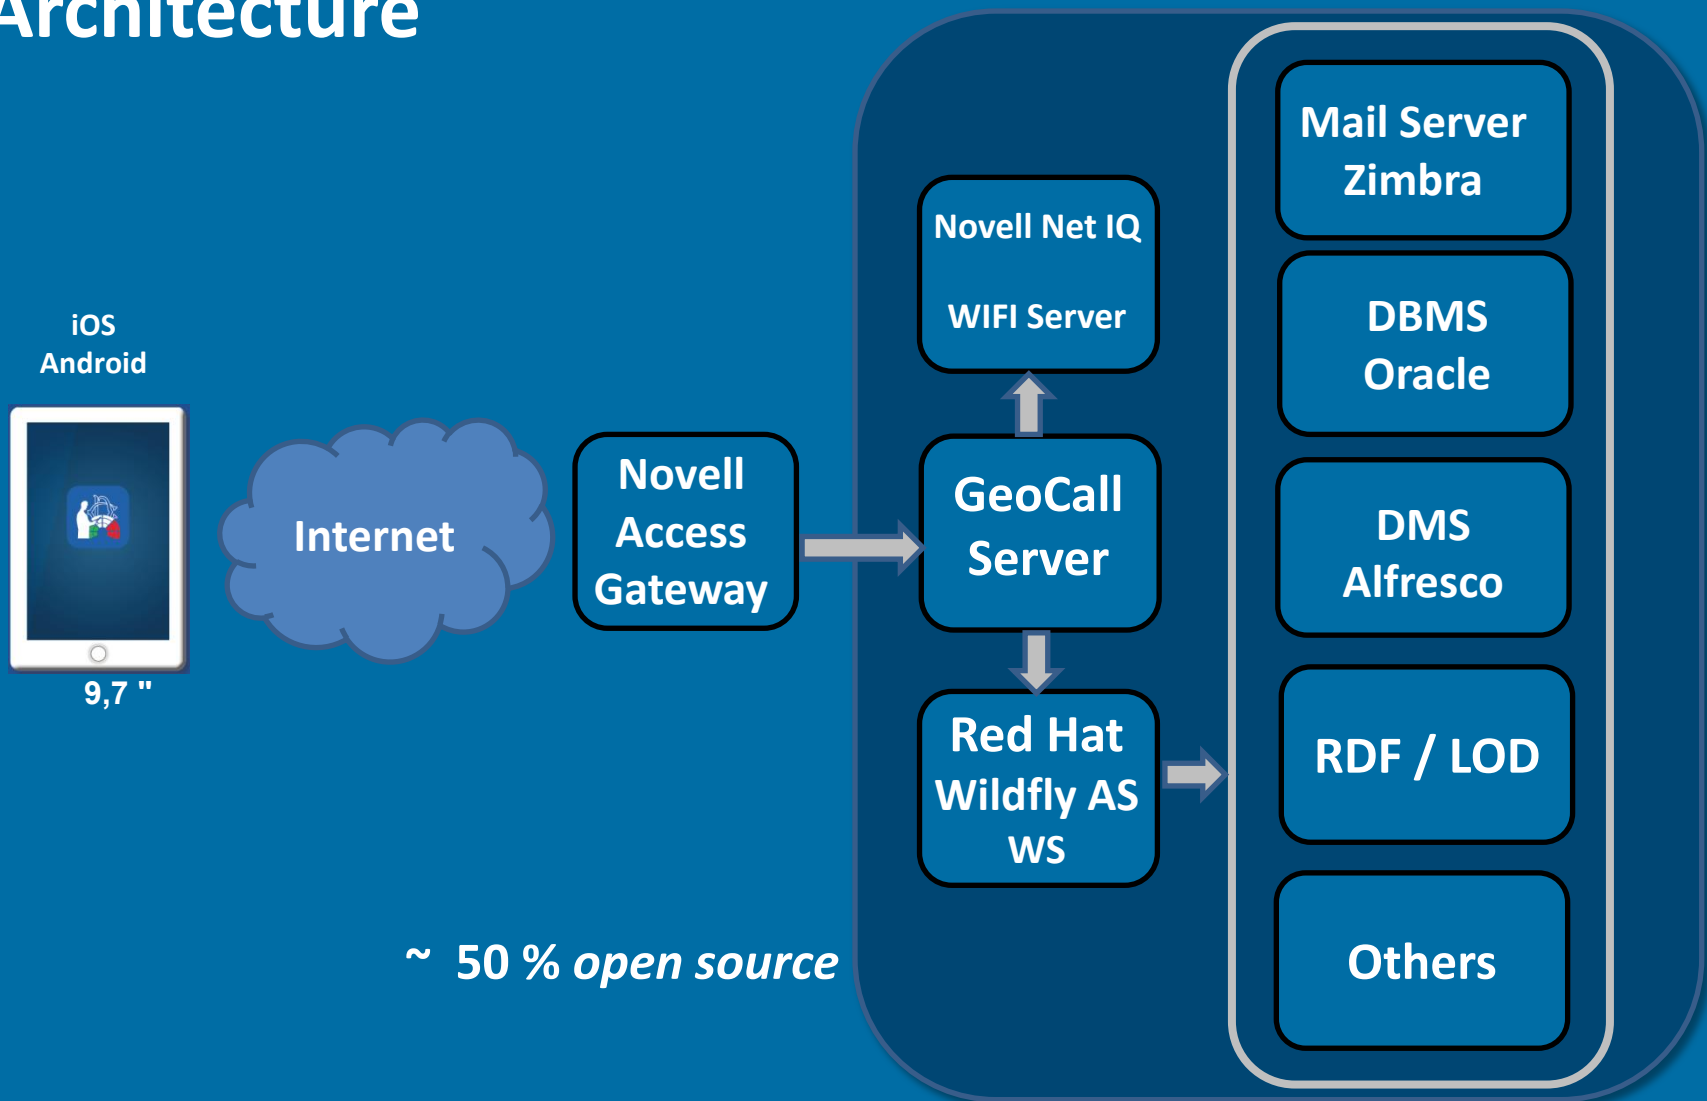 Architecture
iOS
Android
9,7 "
Internet
Novell
Access
Gateway
Novell Net IQ
WIFI Server
GeoCall
Server
Red Hat
Wildfly AS
WS
Mail Server
Zimbra
DBMS
Oracle
DMS
Alfresco
RDF / LOD
Others
~ 50 % open source